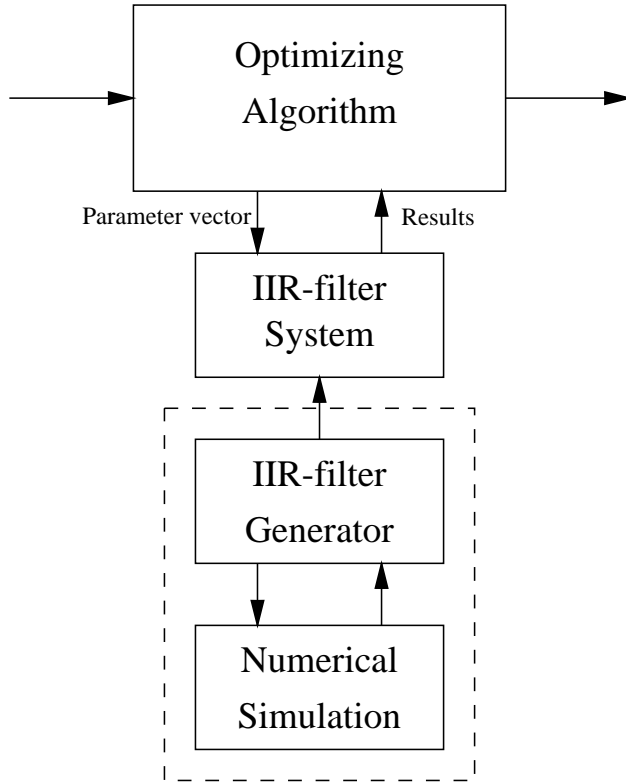 Optimizing
Algorithm
Parameter vector
Results
IIR-filter
System
IIR-filter
Generator
Numerical
Simulation